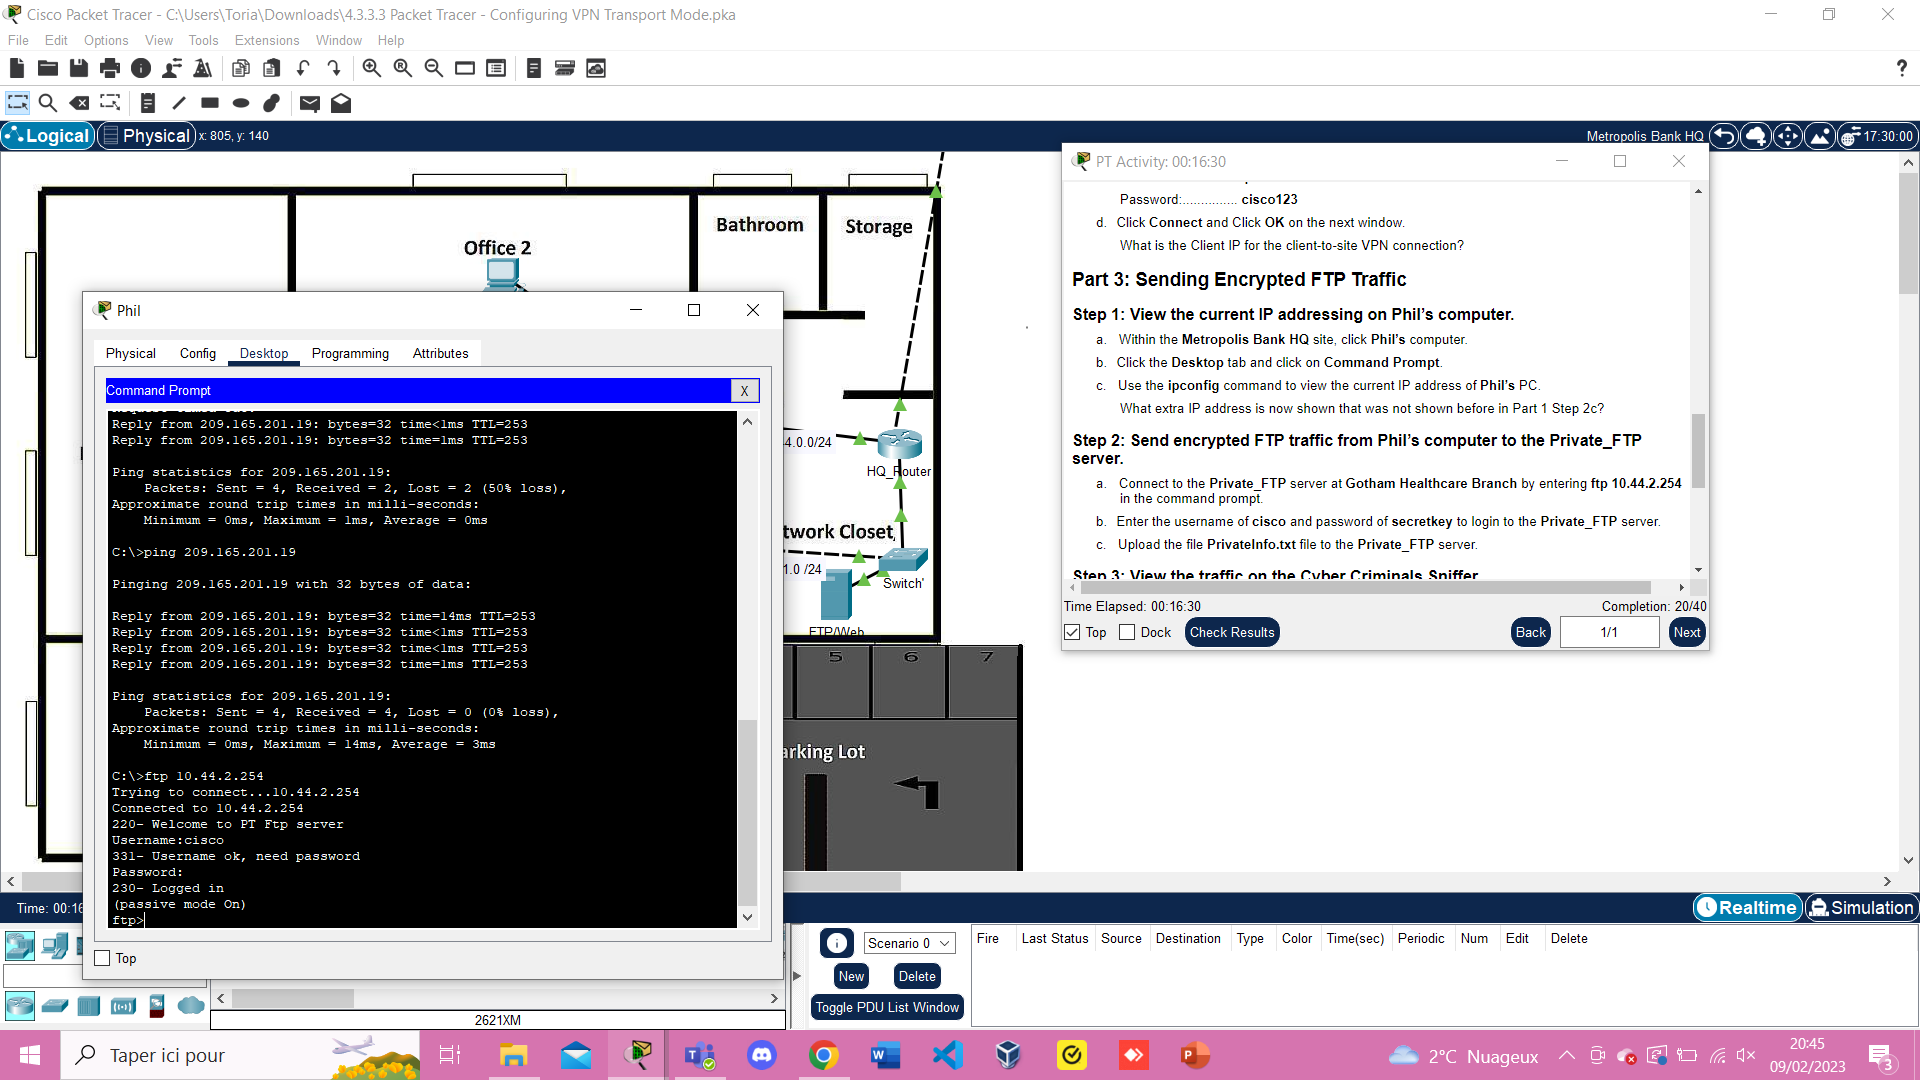 Cisco Packet Tracer - C:\Users\Toria\Downloads\4.3.3.3 Packet Tracer - Configuring VPN Transport Mode.pka
File Edit Options View Tools Extensions Window Help
?
Logical Physical x: 805, y: 140
Metropolis Bank HQ 17:30:00
Office 2
Bathroom
Storage
4.0.0/24
HQ_Router
twork Closet
1.0 /24
Switch'
FTP/Web
5 6 7
arking Lot
Phil
Physical Config Desktop Programming Attributes
Command Prompt
X
Reply from 209.165.201.19: bytes=32 time<1ms TTL=253
Reply from 209.165.201.19: bytes=32 time=1ms TTL=253
Ping statistics for 209.165.201.19:
Packets: Sent = 4, Received = 2, Lost = 2 (50% loss),
Approximate round trip times in milli-seconds:
Minimum = 0ms, Maximum = 1ms, Average = 0ms
C:\>ping 209.165.201.19
Pinging 209.165.201.19 with 32 bytes of data:
Reply from 209.165.201.19: bytes=32 time=14ms TTL=253
Reply from 209.165.201.19: bytes=32 time<1ms TTL=253
Reply from 209.165.201.19: bytes=32 time<1ms TTL=253
Reply from 209.165.201.19: bytes=32 time=1ms TTL=253
Ping statistics for 209.165.201.19:
Packets: Sent = 4, Received = 4, Lost = 0 (0% loss),
Approximate round trip times in milli-seconds:
Minimum = 0ms, Maximum = 14ms, Average = 3ms
C:\>ftp 10.44.2.254
Trying to connect...10.44.2.254
Connected to 10.44.2.254
220- Welcome to PT Ftp server
Username:cisco
331- Username ok, need password
Password:
230- Logged in
(passive mode On)
ftp>
Top
PT Activity: 00:16:30
Password:............... cisco123
d. Click Connect and Click OK on the next window.
What is the Client IP for the client-to-site VPN connection?
Part 3: Sending Encrypted FTP Traffic
Step 1: View the current IP addressing on Phil's computer.
a. Within the Metropolis Bank HQ site, click Phil's computer.
b. Click the Desktop tab and click on Command Prompt.
c. Use the ipconfig command to view the current IP address of Phil's PC.
What extra IP address is now shown that was not shown before in Part 1 Step 2c?
Step 2: Send encrypted FTP traffic from Phil's computer to the Private_FTP
server.
a. Connect to the Private_FTP server at Gotham Healthcare Branch by entering ftp 10.44.2.254
in the command prompt.
b. Enter the username of cisco and password of secretkey to login to the Private_FTP server.
c. Upload the file PrivateInfo.txt file to the Private_FTP server.
Step 3: View the traffic on the Cyber Criminals Sniffer
Time Elapsed: 00:16:30
Completion: 20/40
Top Dock Check Results
Back 1/1 Next
Time: 00:16
Realtime Simulation
Scenario 0
New Delete
Toggle PDU List Window
Fire Last Status Source Destination Type Color Time(sec) Periodic Num Edit Delete
2621XM
Taper ici pour
2°C Nuageux
20:45
09/02/2023
3